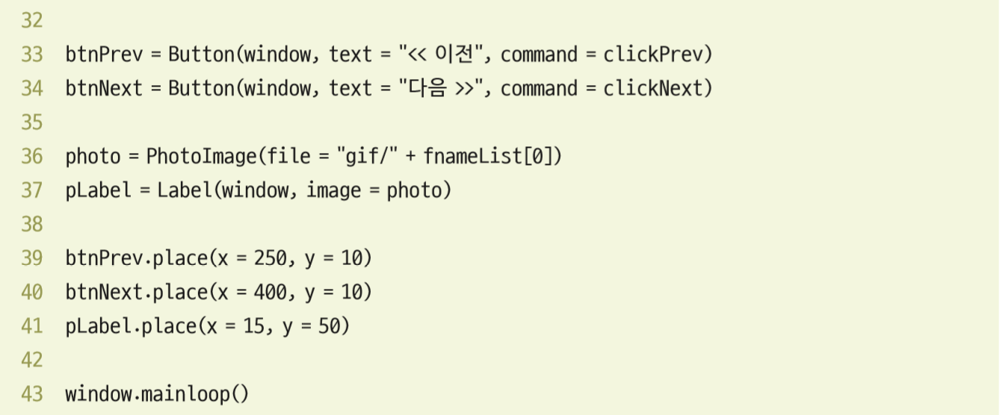 32
33 btnPrev = Button(window, text = "<< 이전", command = clickPrev)
34 btnNext = Button(window, text = "다음 >>", command = clickNext)
35
36 photo = PhotoImage(file = "gif/" + fnameList[0])
37 pLabel = Label(window, image = photo)
38
39 btnPrev.place(x = 250, y = 10)
40 btnNext.place(x = 400, y = 10)
41 pLabel.place(x = 15, y = 50)
42
43 window.mainloop()